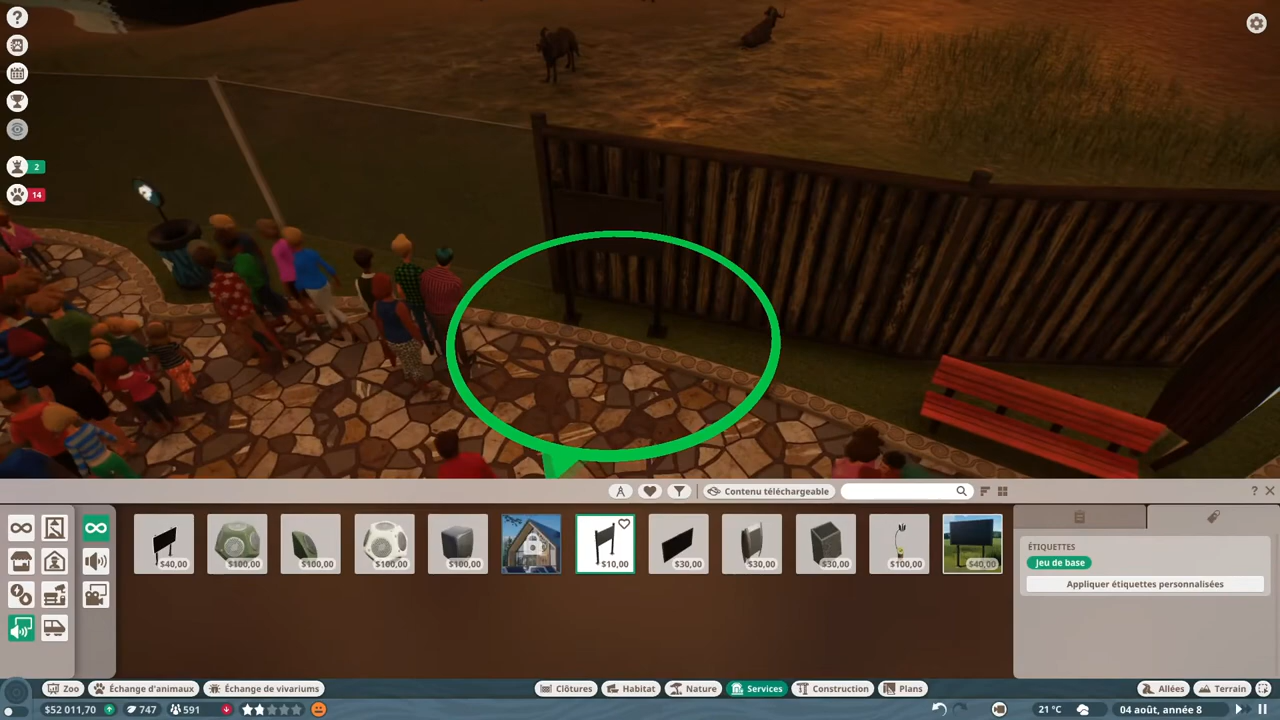 ?
2
14
Contenu téléchargeable
? ×
$40,00 $100,00 $100,00 $100,00 $100,00 $10,00 $30,00 $30,00 $30,00 $100,00 $40,00
ÉTIQUETTES
Jeu de base
Appliquer étiquettes personnalisées
Zoo Échange d'animaux Échange de vivariums Clôtures Habitat Nature Services Construction Plans Allées Terrain
$52 011,70 747 591 21 °C 04 août, année 8